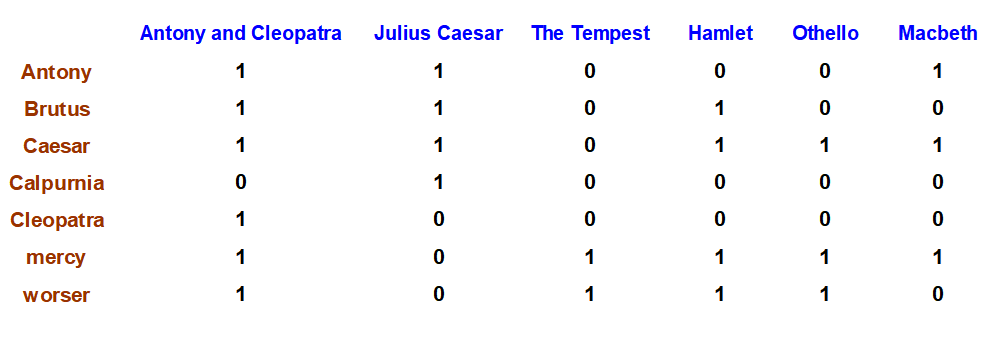 Antony and Cleopatra Julius Caesar The Tempest Hamlet Othello Macbeth
Antony 1 1 0 0 0 1
Brutus 1 1 0 1 0 0
Caesar 1 1 0 1 1 1
Calpurnia 0 1 0 0 0 0
Cleopatra 1 0 0 0 0 0
mercy 1 0 1 1 1 1
worser 1 0 1 1 1 0